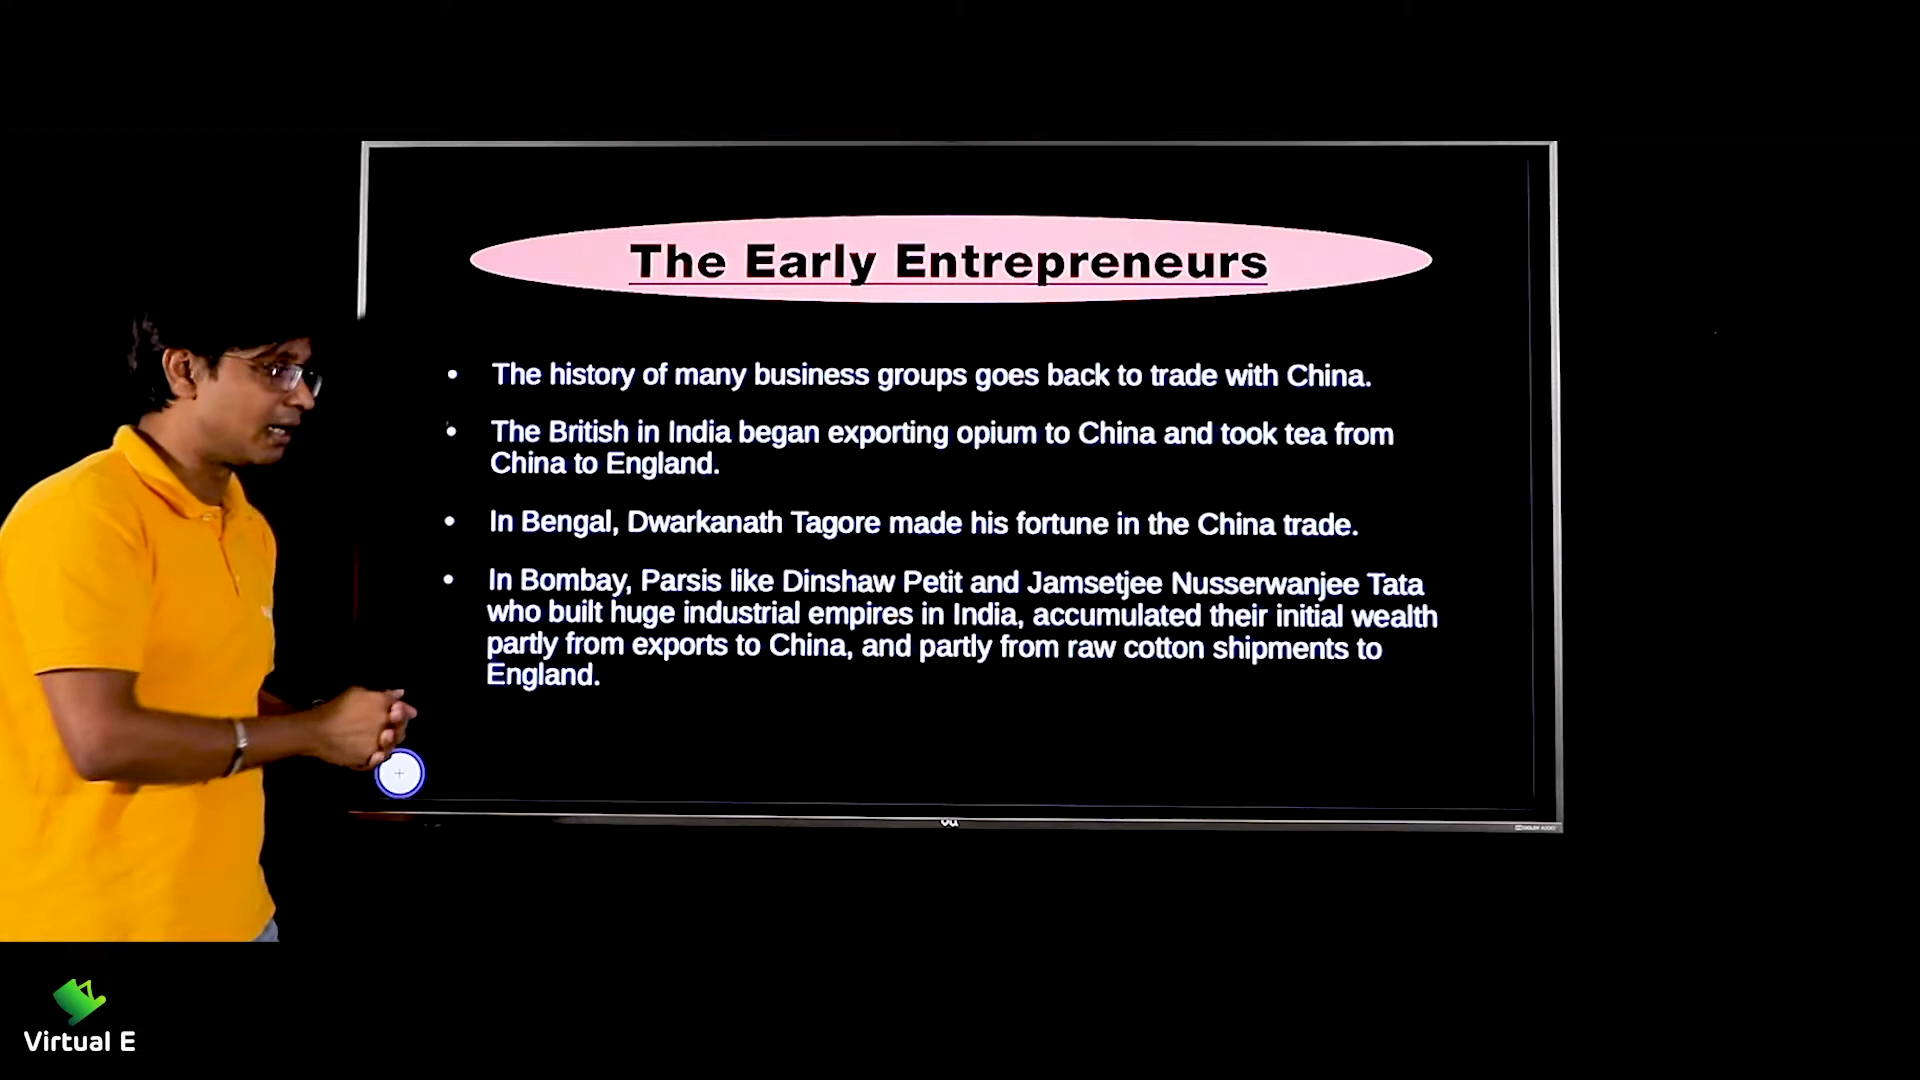 The Early Entrepreneurs
• The history of many business groups goes back to trade with China.
• The British in India began exporting opium to China and took tea from
China to England.
• In Bengal, Dwarkanath Tagore made his fortune in the China trade.
• In Bombay, Parsis like Dinshaw Petit and Jamsetjee Nusserwanjee Tata
who built huge industrial empires in India, accumulated their initial wealth
partly from exports to China, and partly from raw cotton shipments to
England.
Virtual E